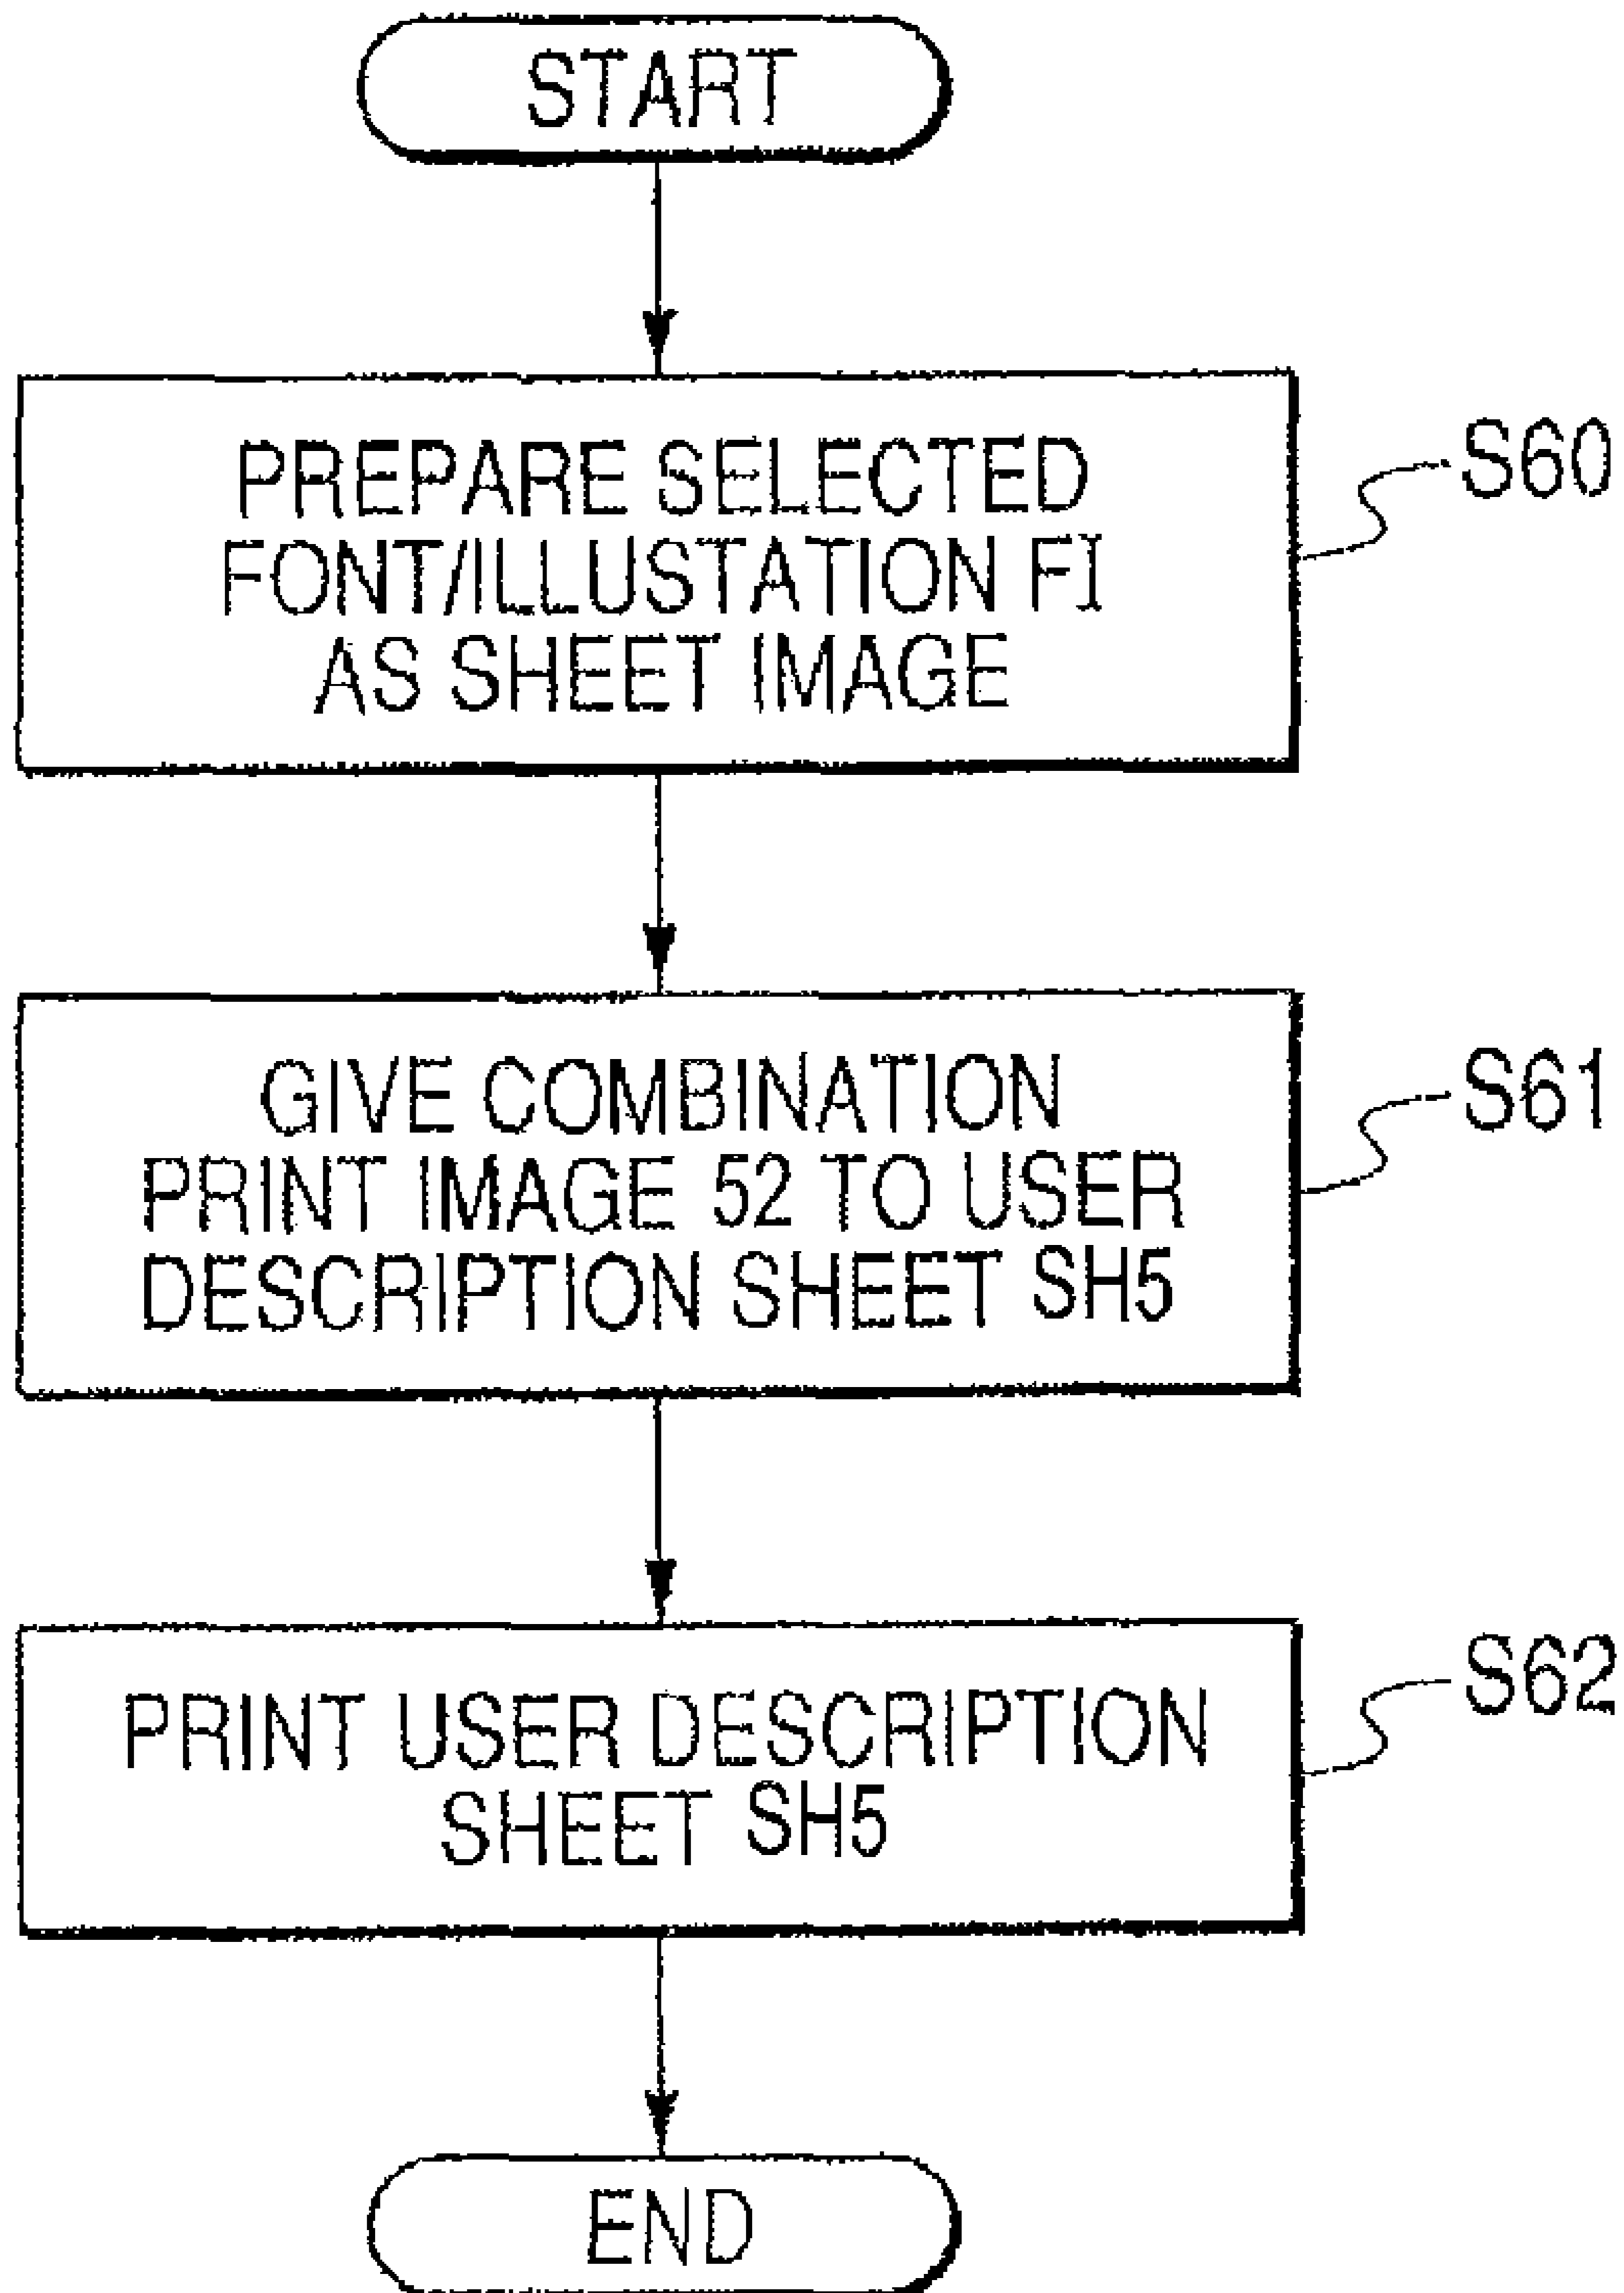 START
PREPARE SELECTED
FONT/ILLUSTATION FI
AS SHEET IMAGE
S60
GIVE COMBINATION
PRINT IMAGE 52 TO USER
DESCRIPTION SHEET SH5
S61
PRINT USER DESCRIPTION
SHEET SH5
S62
END